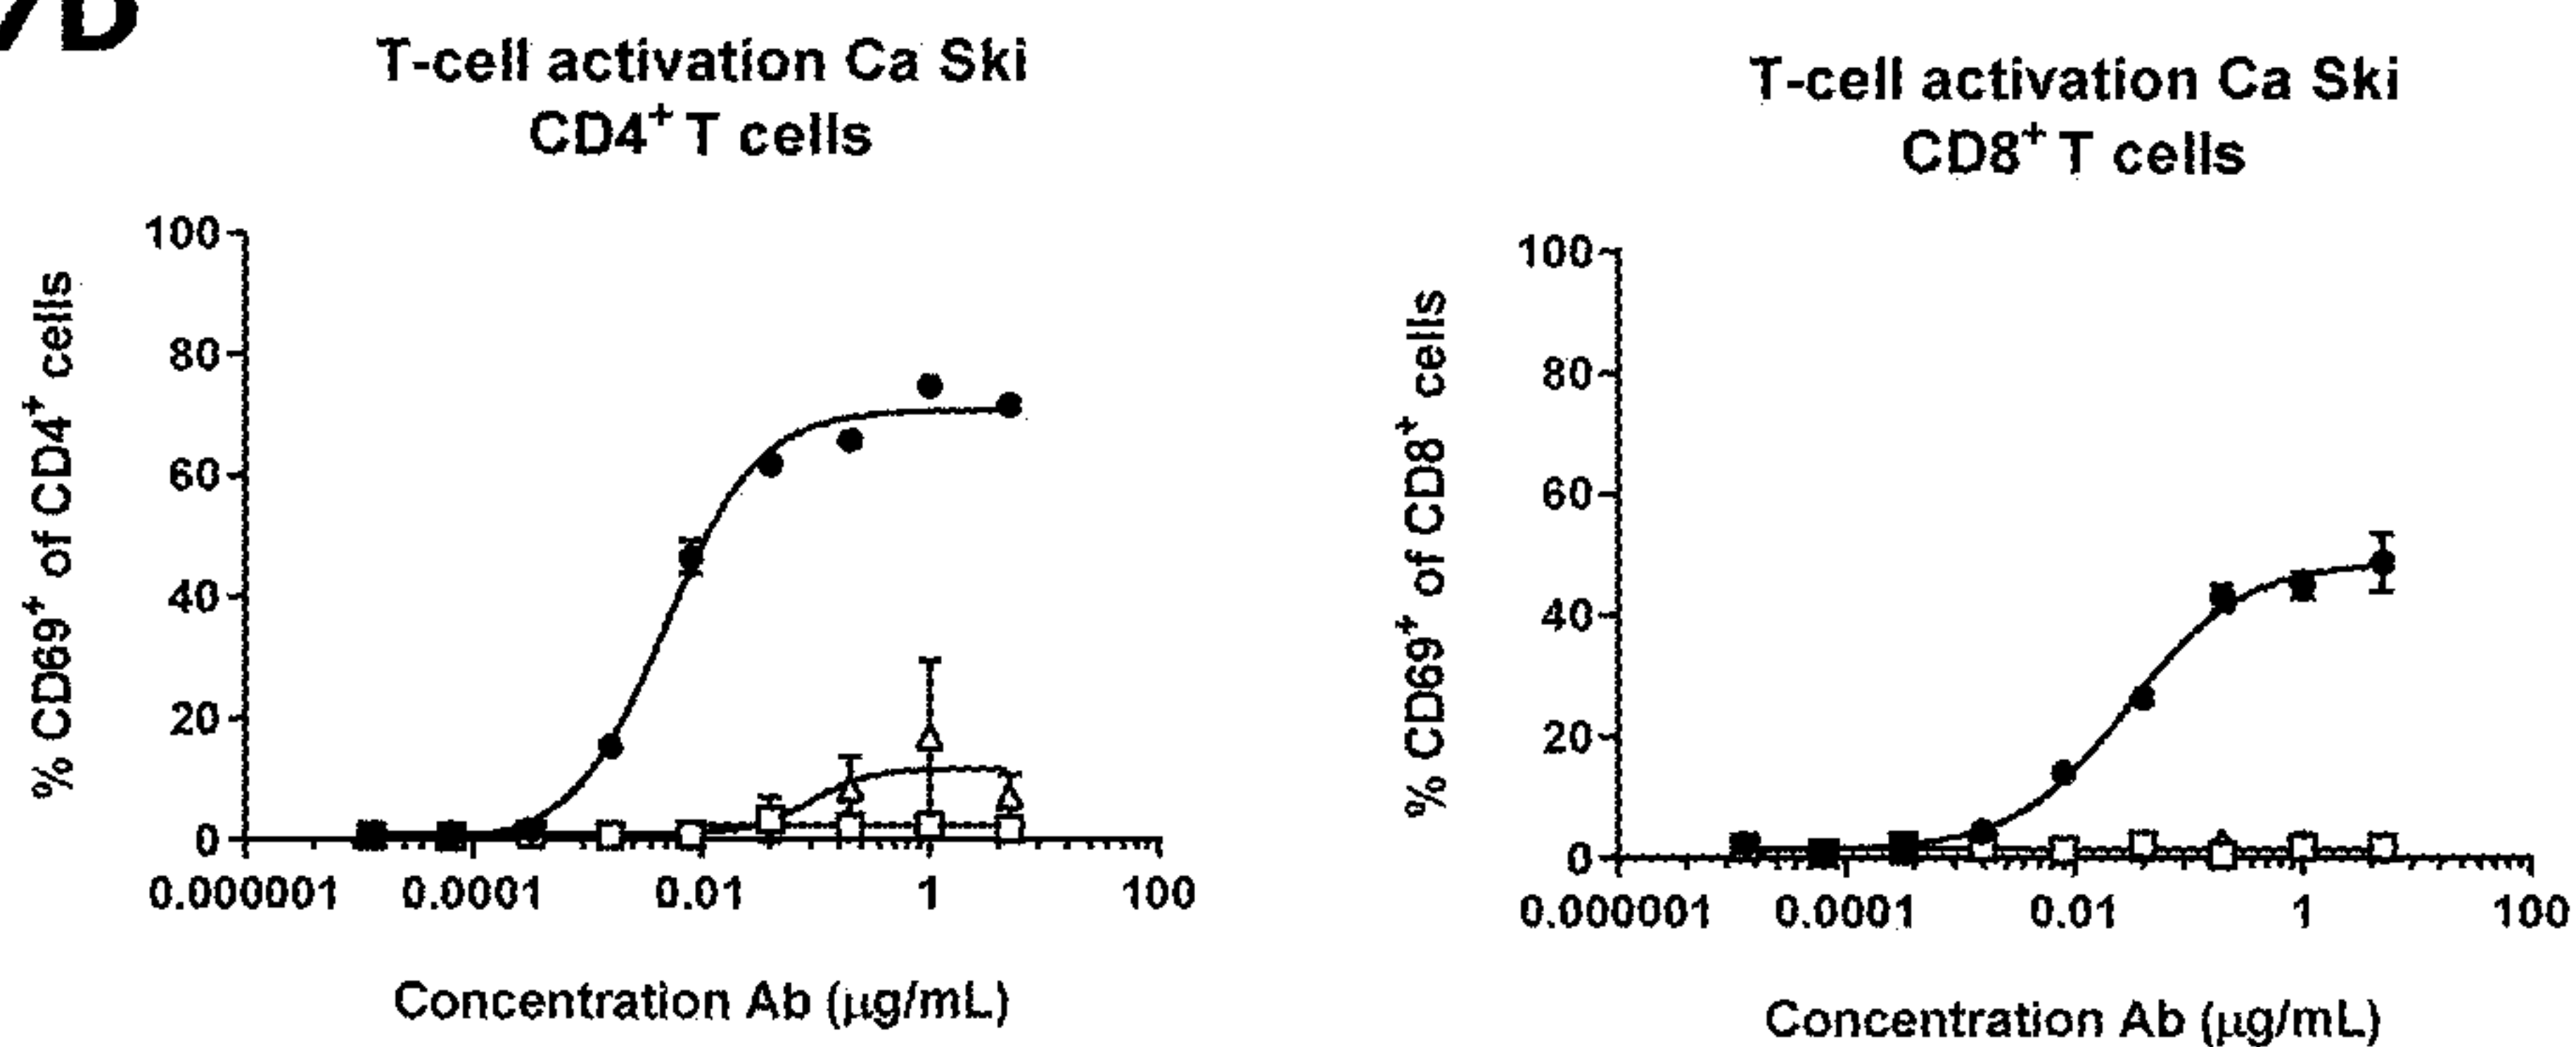 7D
T-cell activation Ca Ski
CD4⁺ T cells
% CD69⁺ of CD4⁺ cells
100
80
60
40
20
0
0.000001 0.0001 0.01 1 100
Concentration Ab (μg/mL)
T-cell activation Ca Ski
CD8⁺ T cells
% CD69⁺ of CD8⁺ cells
100
80
60
40
20
0
0.000001 0.0001 0.01 1 100
Concentration Ab (μg/mL)